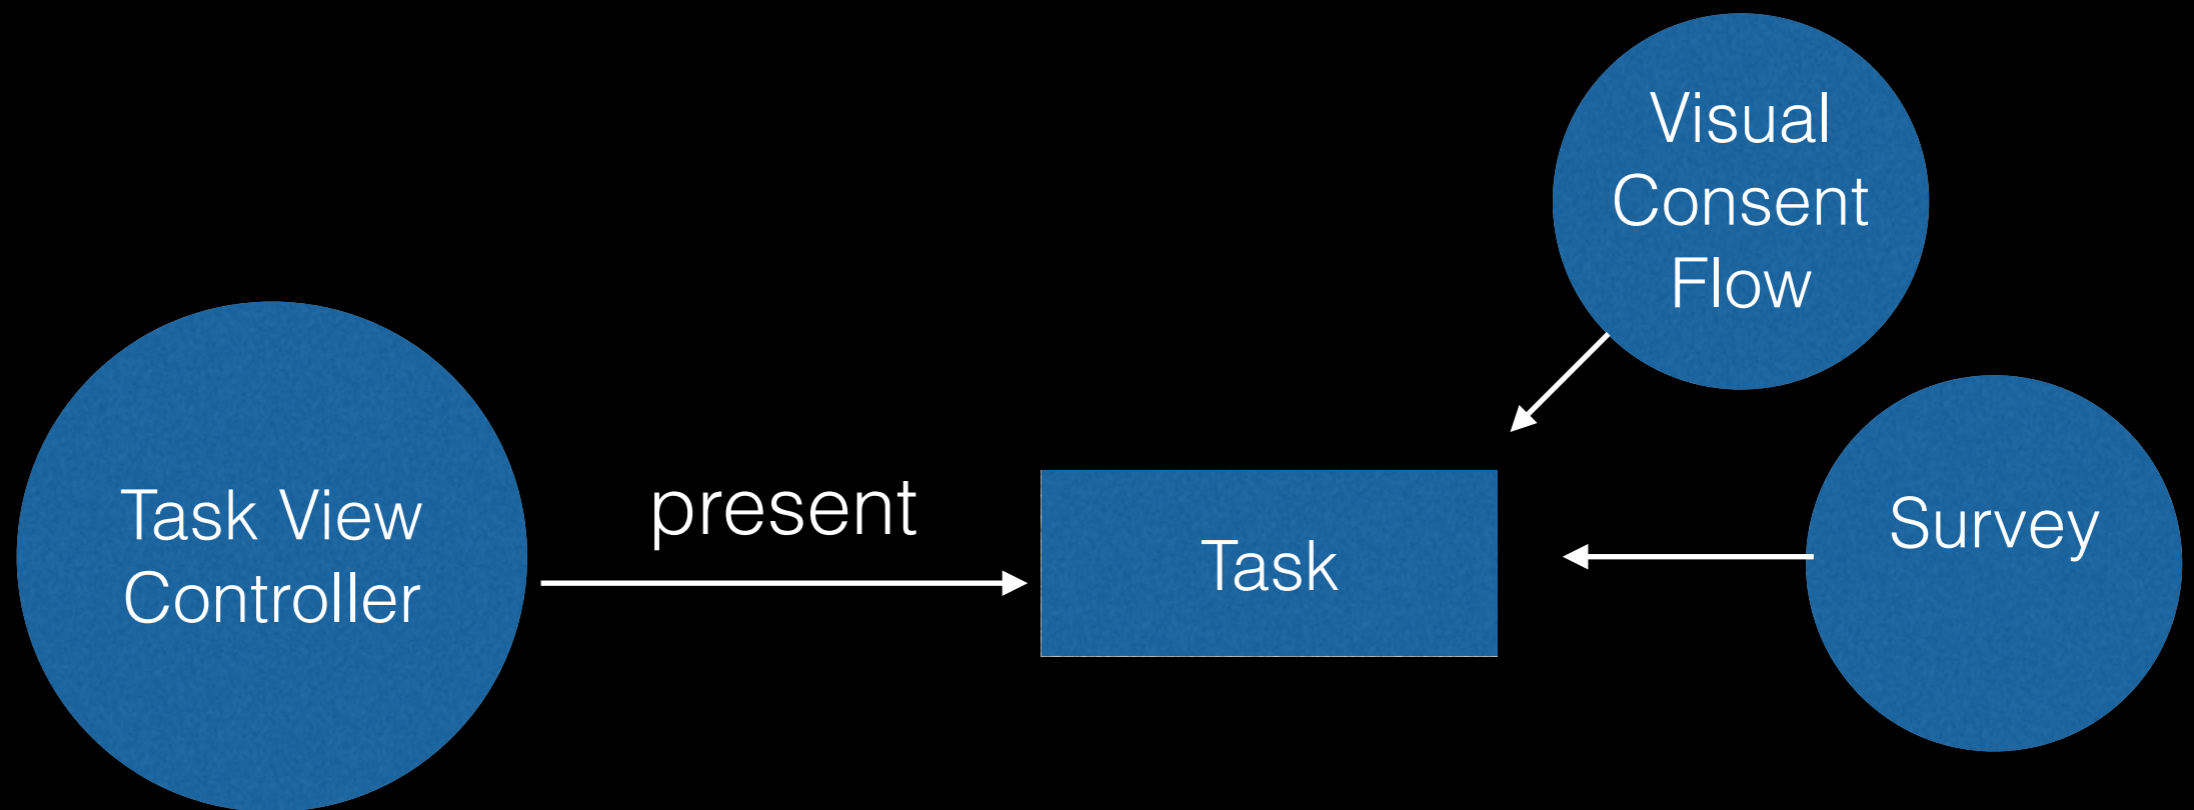 Task View
Controller
present
Task
Visual
Consent
Flow
Survey